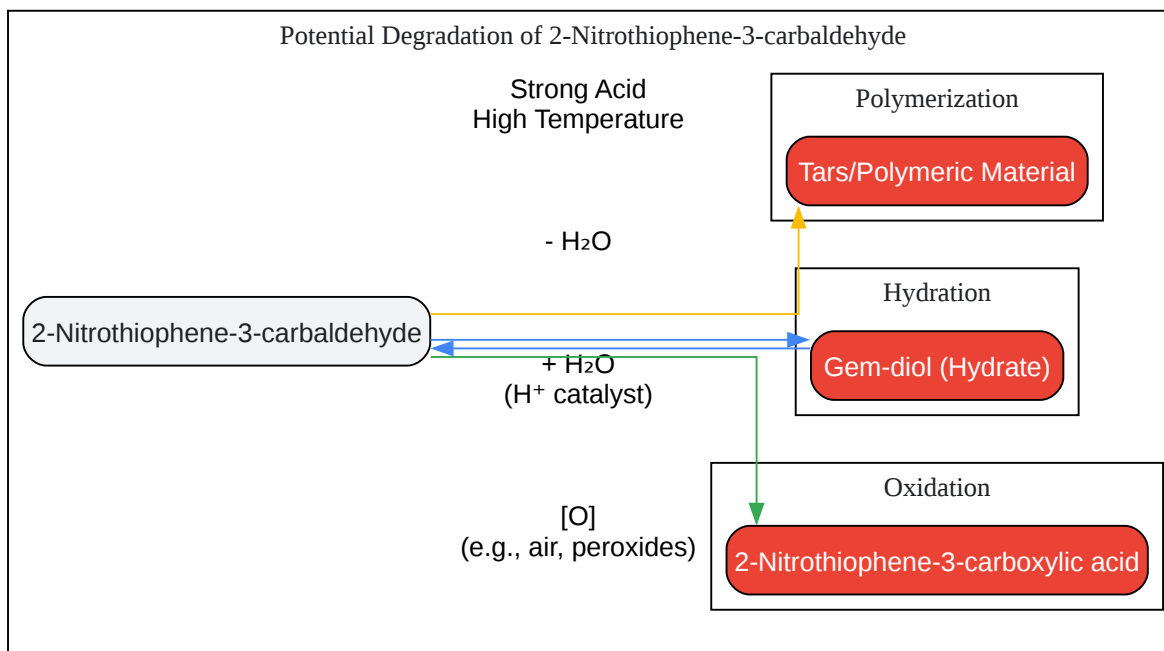 Potential Degradation of 2-Nitrothiophene-3-carbaldehyde
Strong Acid
High Temperature
Polymerization
Tars/Polymeric Material
- H₂O
Hydration
2-Nitrothiophene-3-carbaldehyde
Gem-diol (Hydrate)
+ H₂O
(H⁺ catalyst)
Oxidation
[O]
(e.g., air, peroxides)
2-Nitrothiophene-3-carboxylic acid